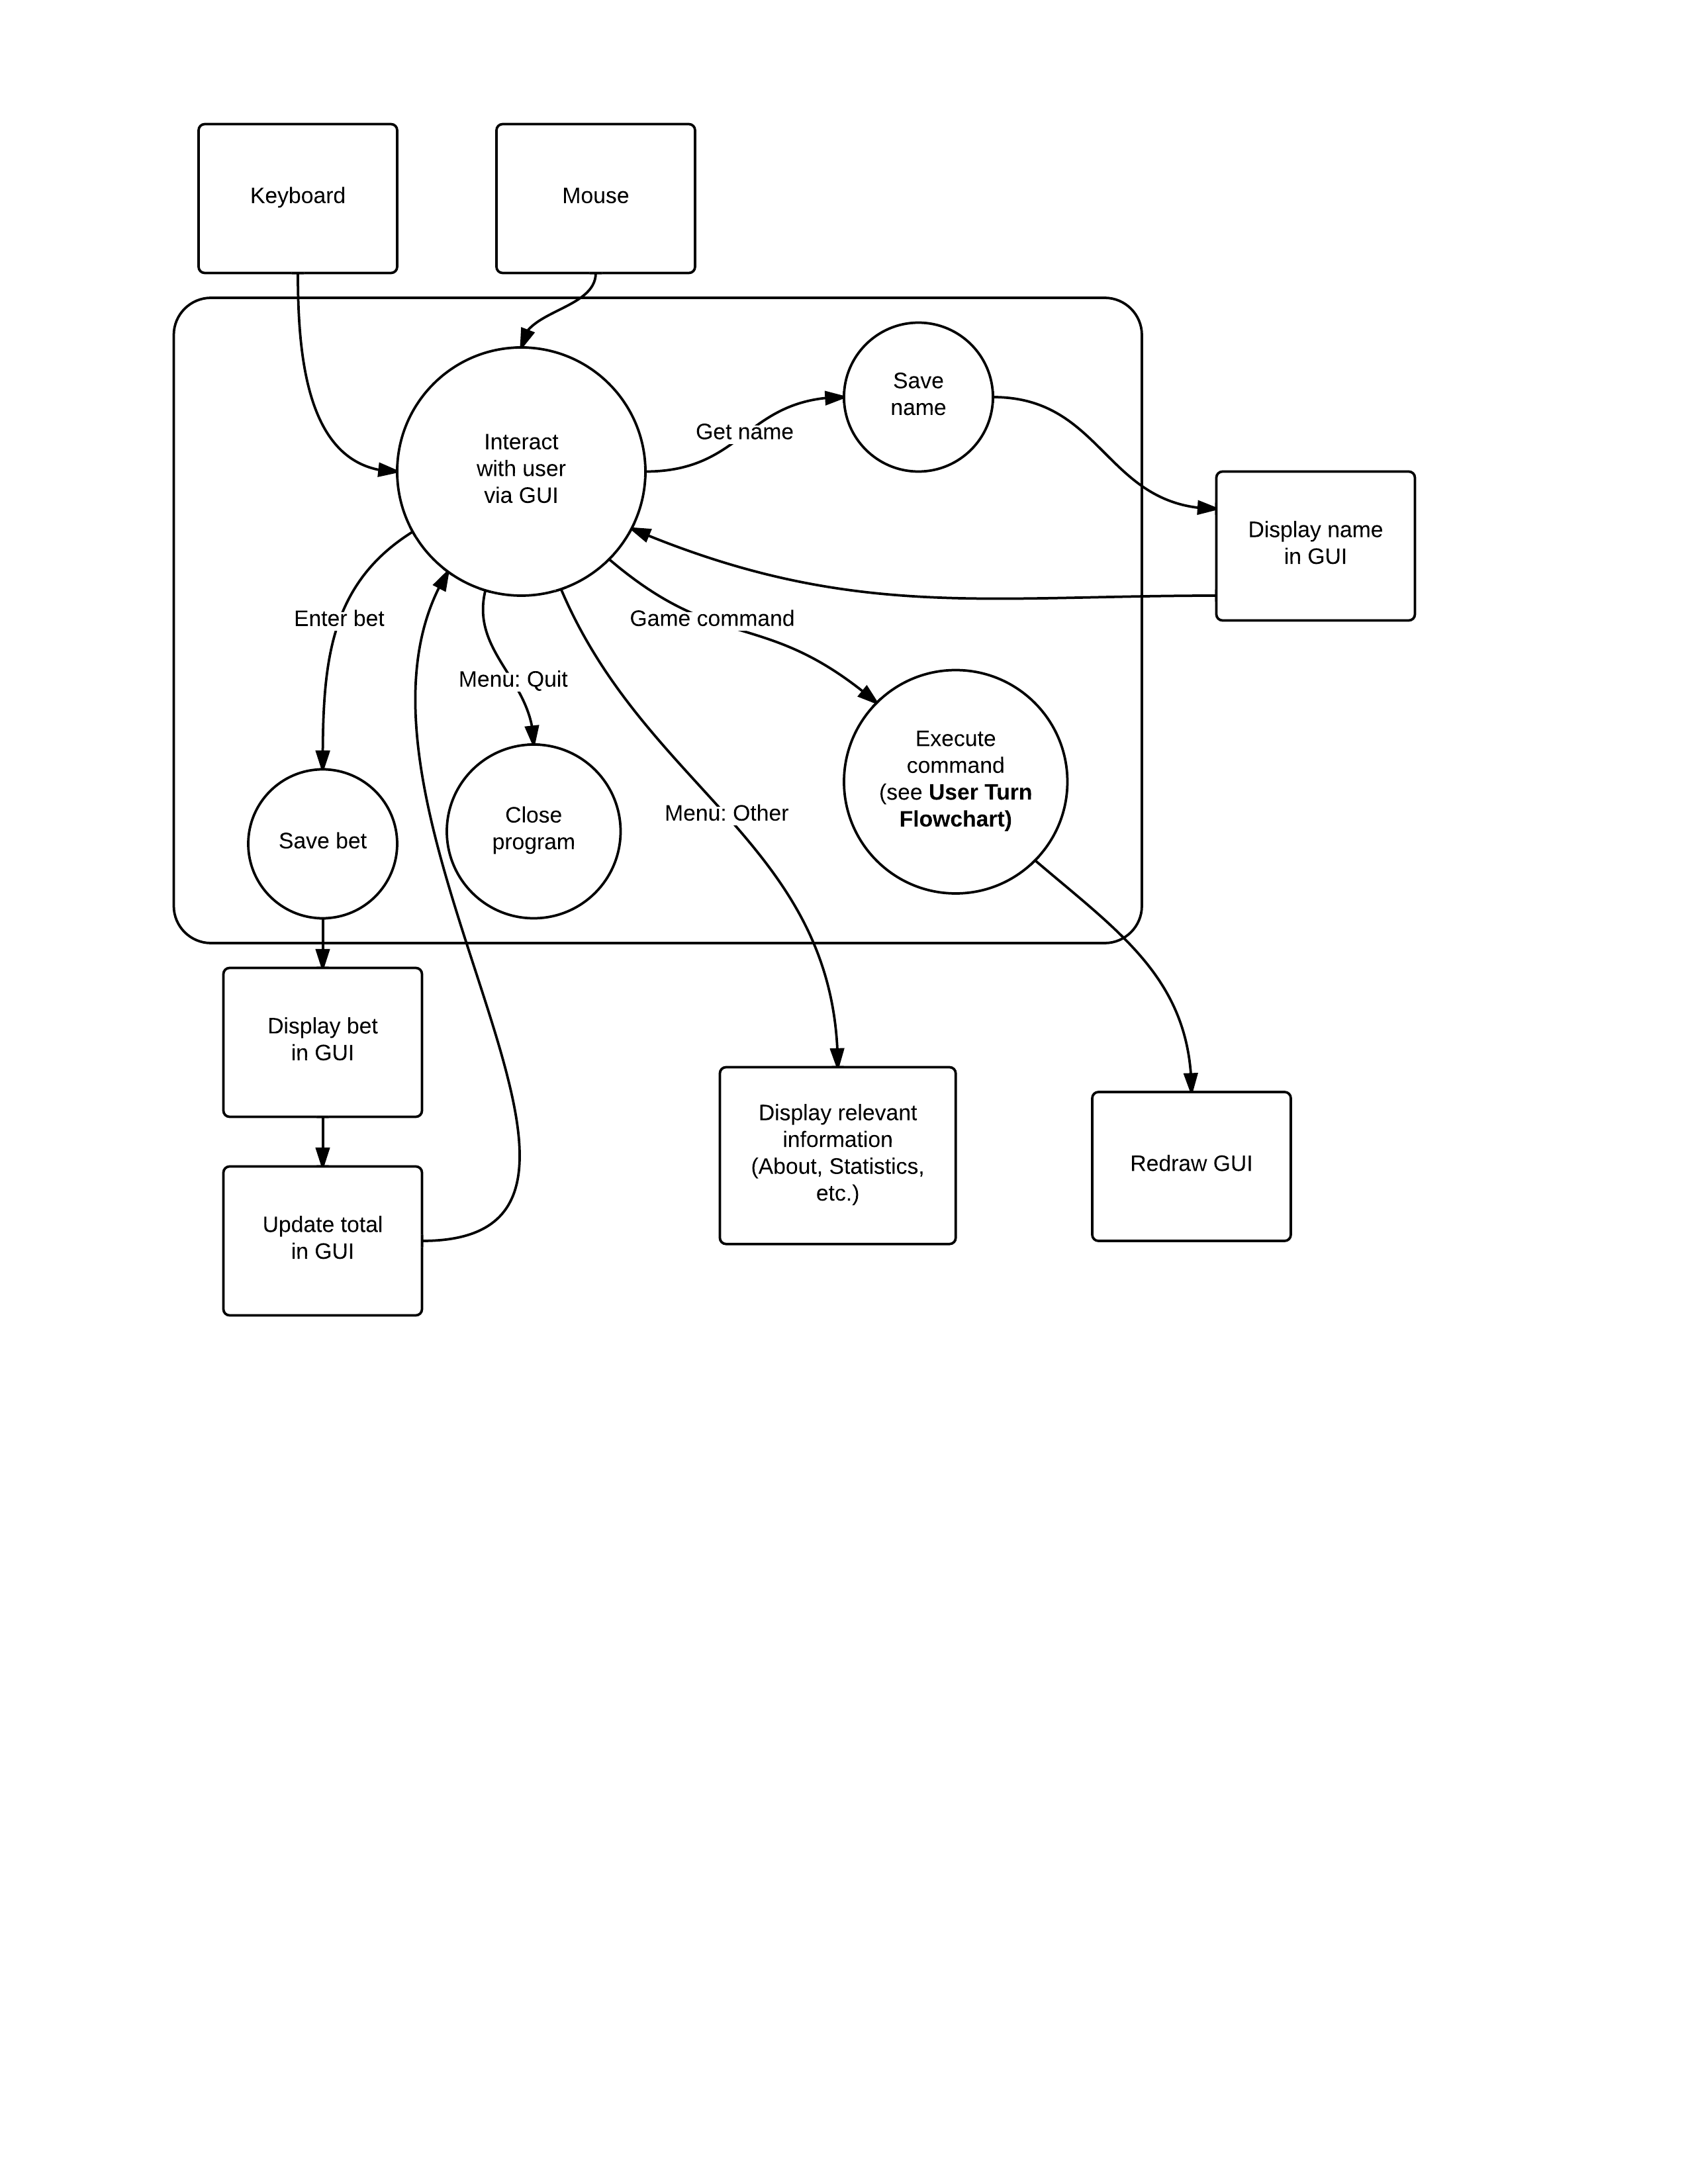 Keyboard
Mouse
Save
name
Interact
with user
via GUI
Get name
Display name
in GUI
Enter bet
Game command
Menu: Quit
Execute
command
(see User Turn
Flowchart)
Menu: Other
Close
program
Save bet
Display bet
in GUI
Display relevant
information
(About, Statistics,
etc.)
Redraw GUI
Update total
in GUI